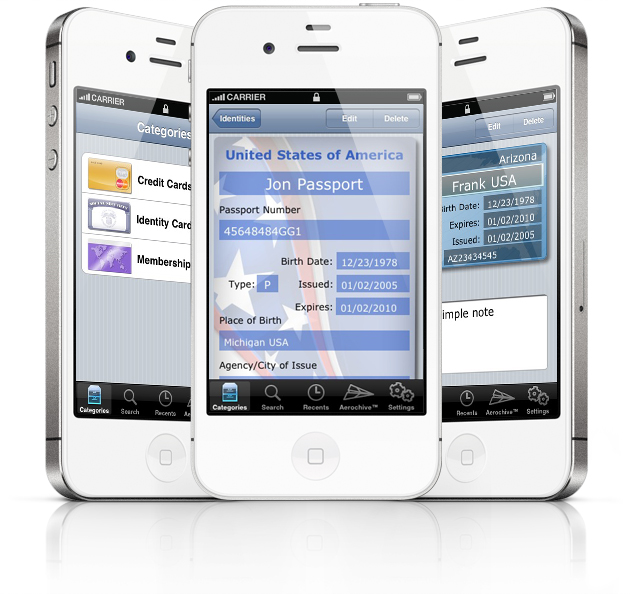 CARRIER
Categories
Credit Cards
Identity Card
Membership
Categories
Search
Recents
CARRIER
Identities
Edit
Delete
United States of America
Jon Passport
Passport Number
45648484GG1
Birth Date: 12/23/1978
Type: P Issued: 01/02/2005
Expires: 01/02/2010
Place of Birth
Michigan USA
Agency/City of Issue
Categories
Search
Recents
Aerochive™
Settings
Edit
Delete
Arizona
Frank USA
irth Date: 12/23/1978
Expires: 01/02/2010
Issued: 01/02/2005
AZ23434545
imple note
Recents
Aerochive™
Settings